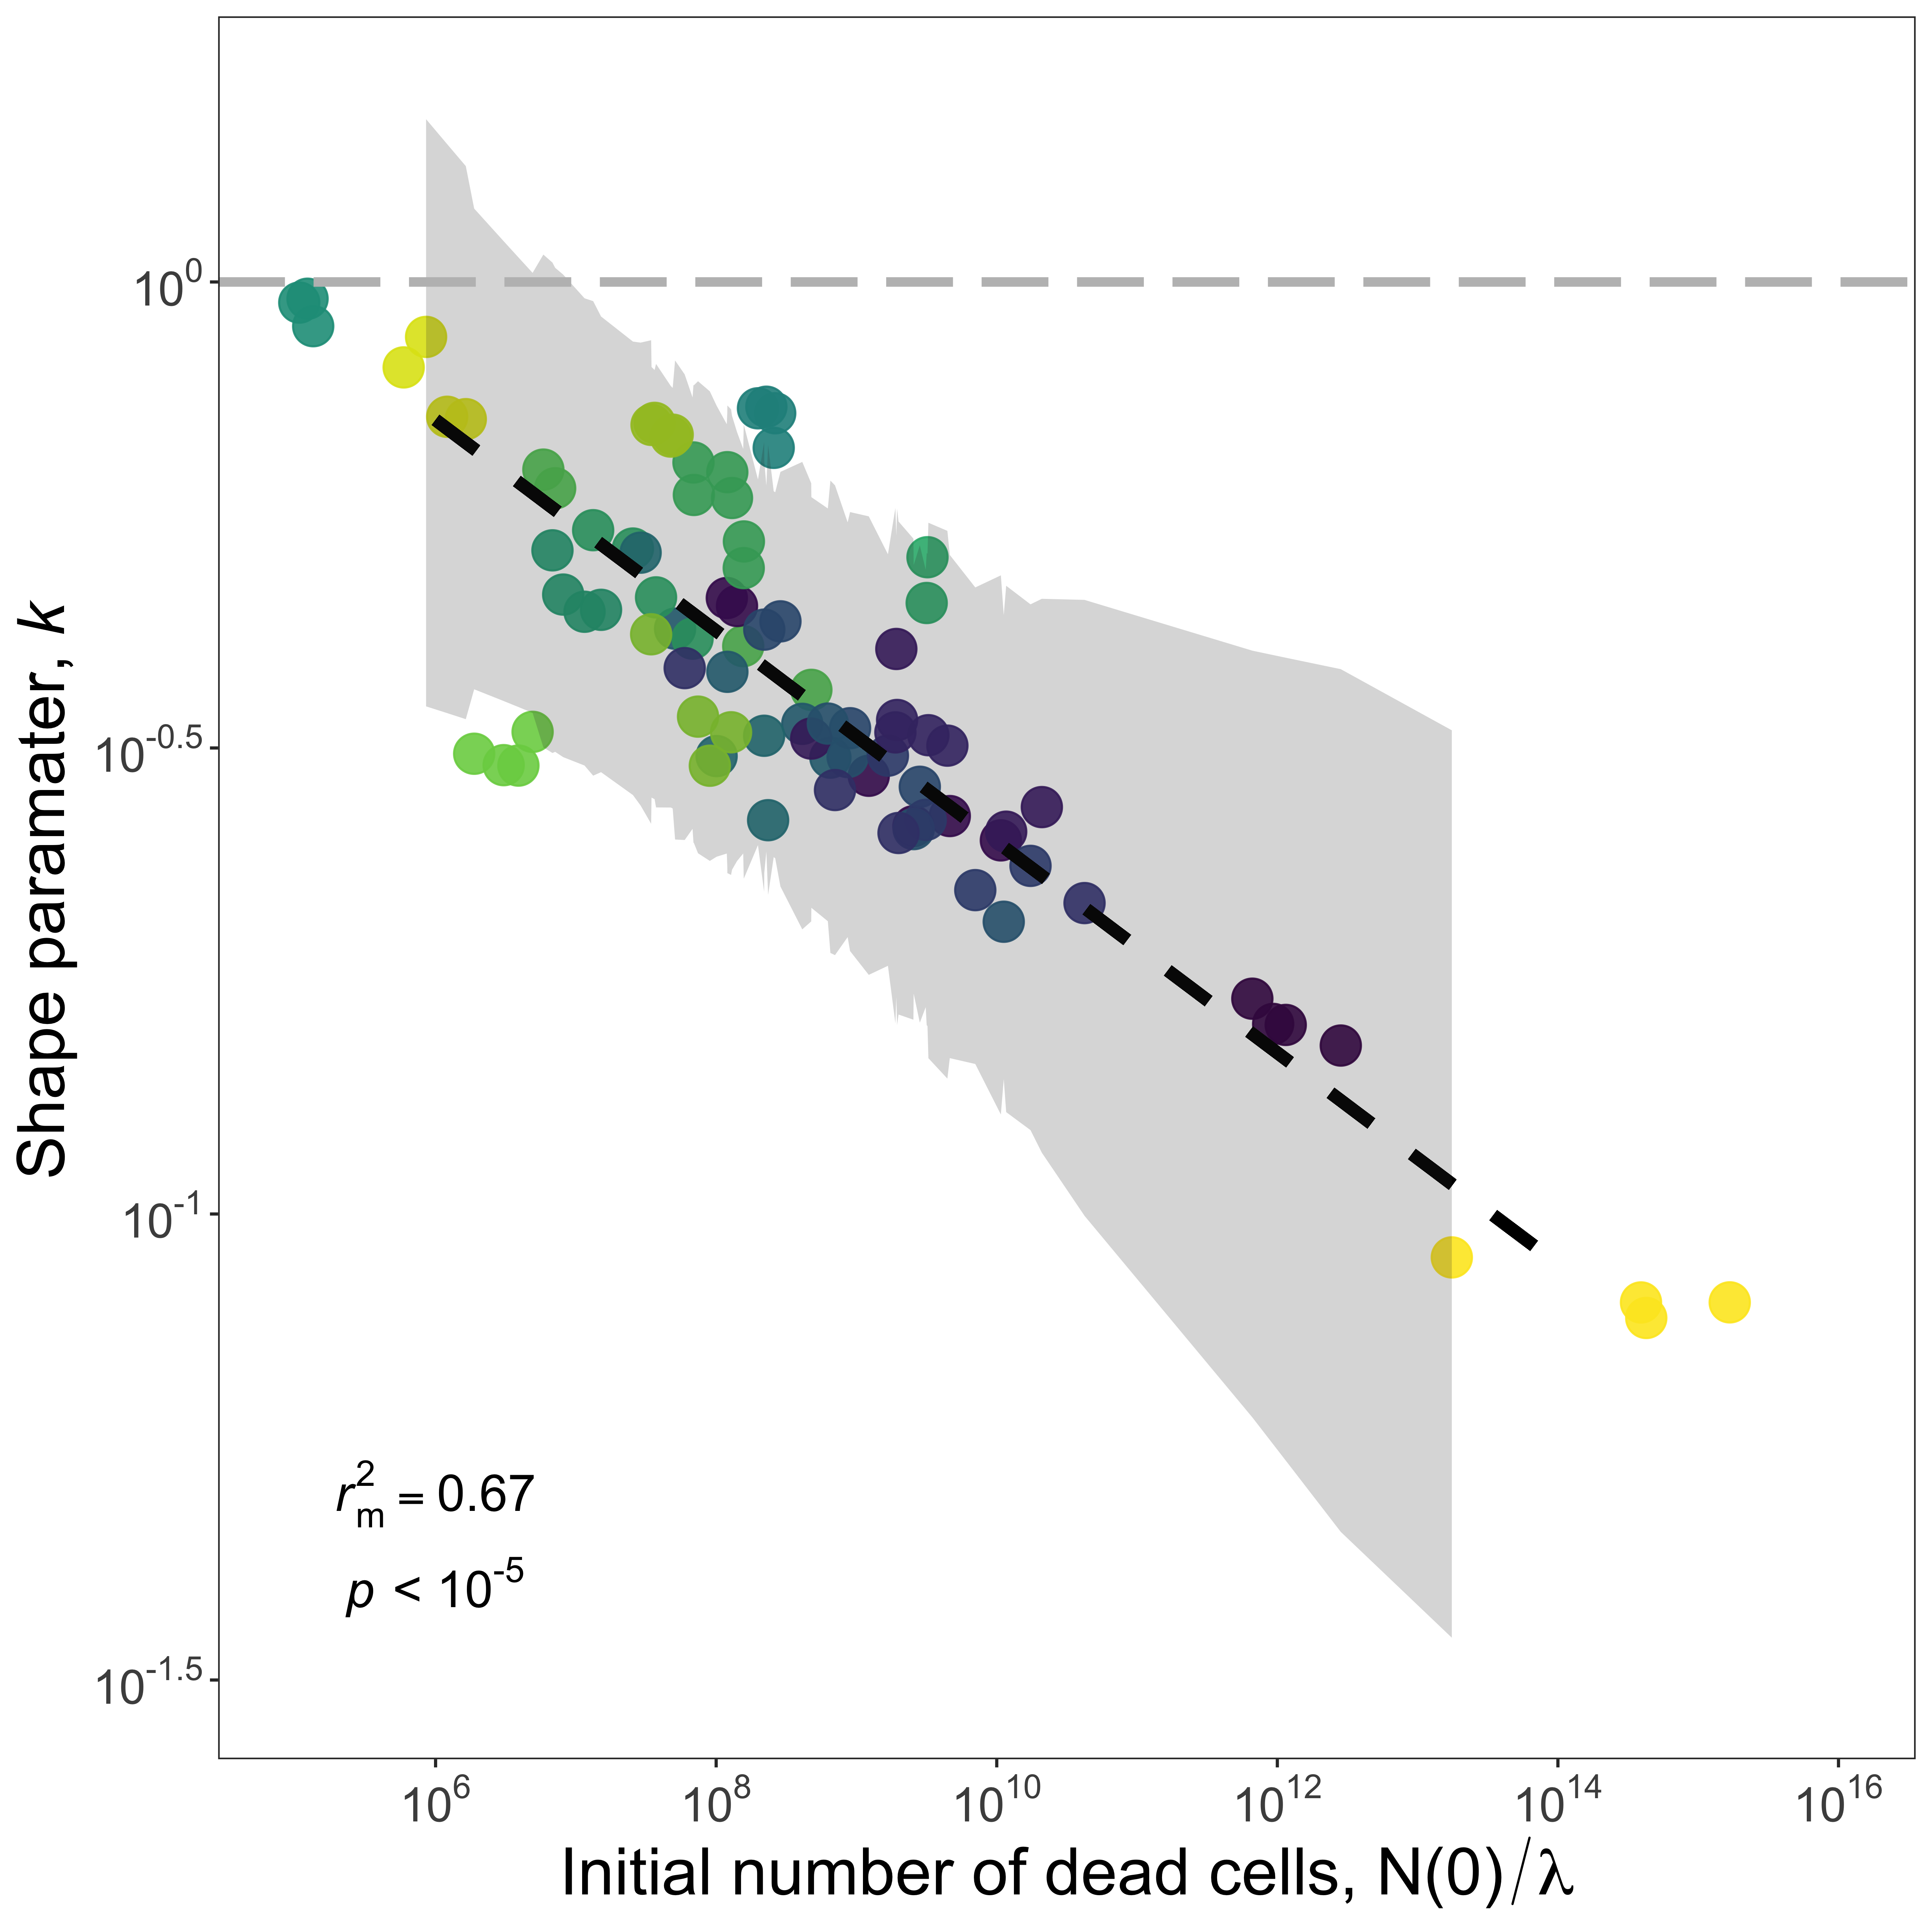 Shape paramater, k
10^0
10^-0.5
10^-1
10^-1.5
r_m^2 = 0.67
p < 10^-5
10^6 10^8 10^10 10^12 10^14 10^16
Initial number of dead cells, N(0)/λ